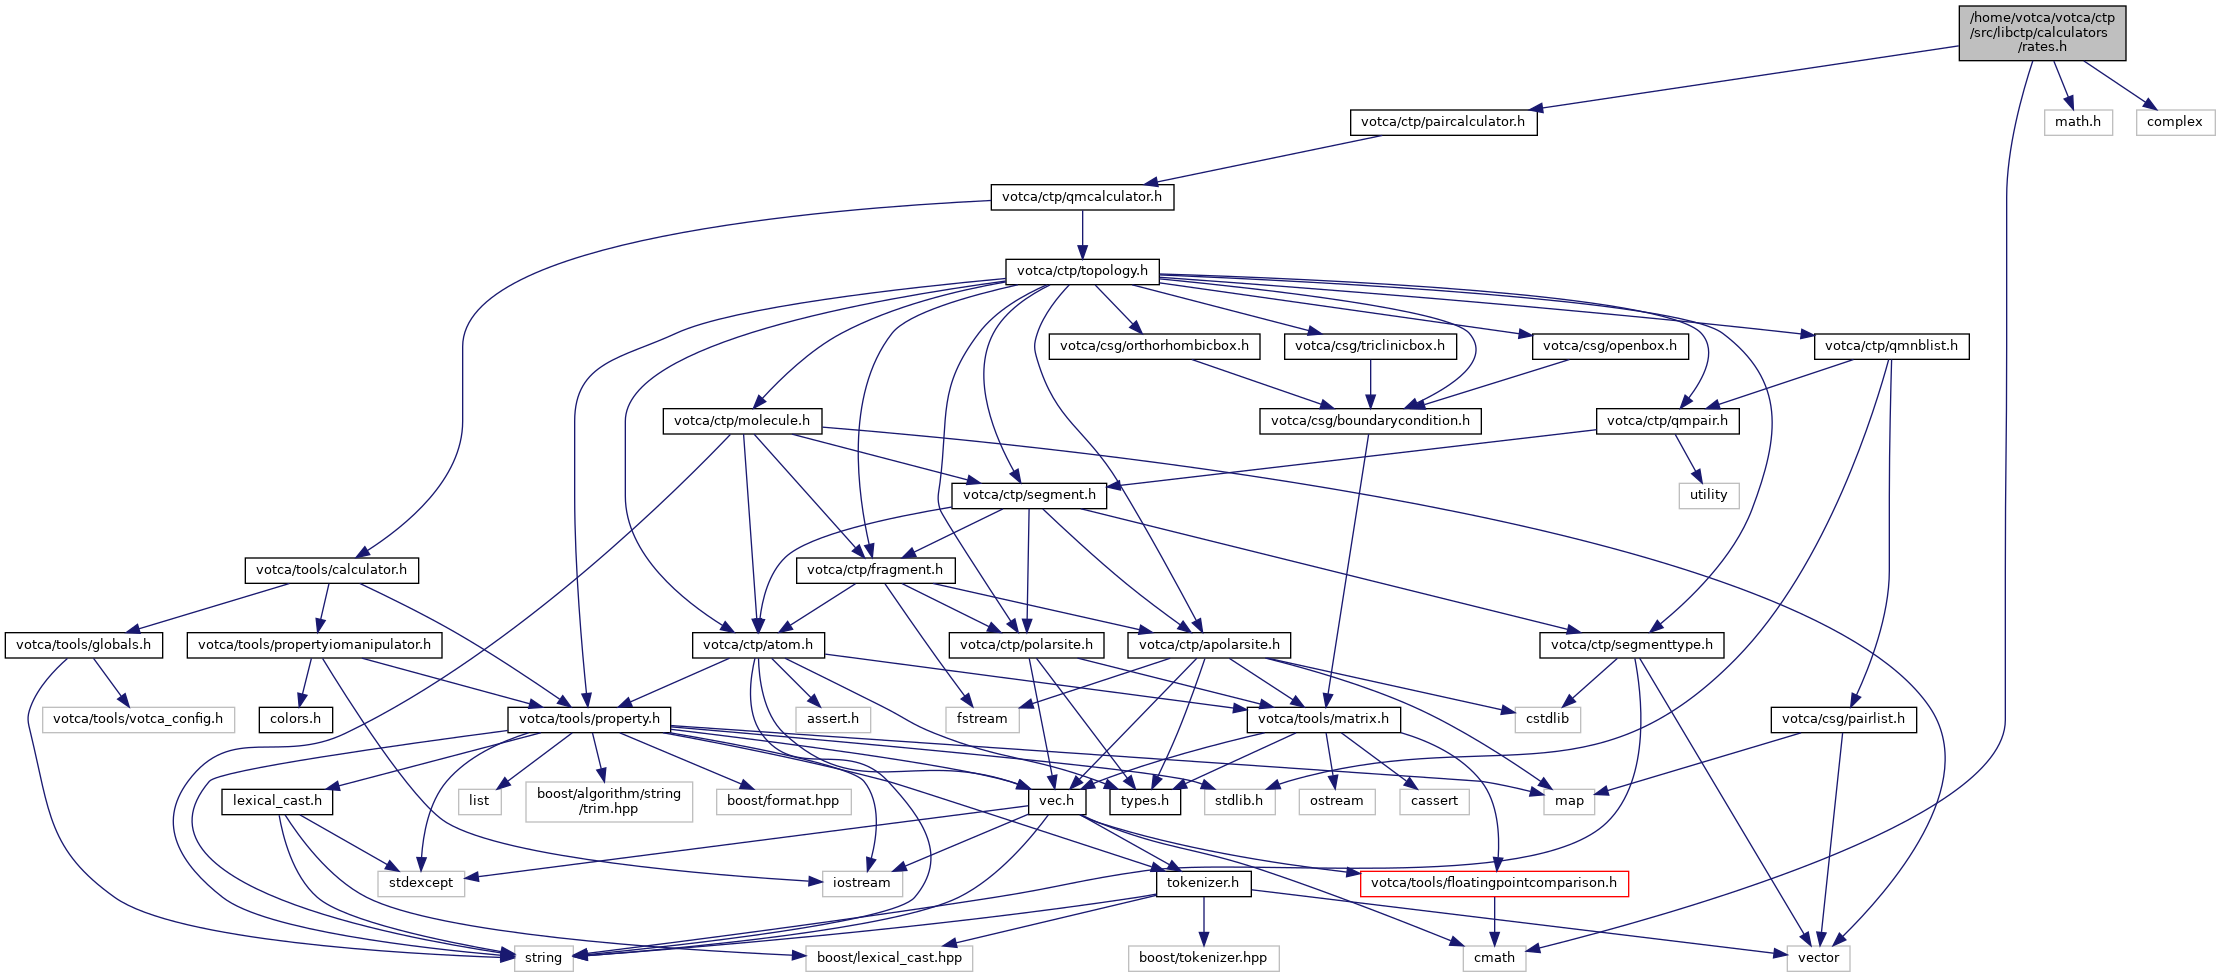 /home/votca/votca/ctp
/src/libctp/calculators
/rates.h
votca/ctp/paircalculator.h
math.h
complex
votca/ctp/qmcalculator.h
votca/ctp/topology.h
votca/csg/orthorhombicbox.h
votca/csg/triclinicbox.h
votca/csg/openbox.h
votca/ctp/qmnblist.h
votca/ctp/molecule.h
votca/csg/boundarycondition.h
votca/ctp/qmpair.h
votca/ctp/segment.h
utility
votca/tools/calculator.h
votca/ctp/fragment.h
votca/tools/globals.h
votca/tools/propertyiomanipulator.h
votca/ctp/atom.h
votca/ctp/polarsite.h
votca/ctp/apolarsite.h
votca/ctp/segmenttype.h
votca/tools/votca_config.h
colors.h
votca/tools/property.h
assert.h
fstream
votca/tools/matrix.h
cstdlib
votca/csg/pairlist.h
lexical_cast.h
list
boost/algorithm/string
/trim.hpp
boost/format.hpp
vec.h
types.h
stdlib.h
ostream
cassert
map
stdexcept
iostream
tokenizer.h
votca/tools/floatingpointcomparison.h
string
boost/lexical_cast.hpp
boost/tokenizer.hpp
cmath
vector